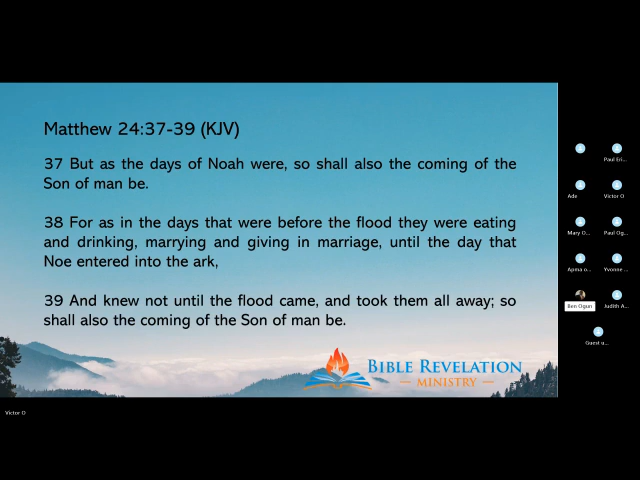 Matthew 24:37-39 (KJV)
37 But as the days of Noah were, so shall also the coming of the
Son of man be.
38 For as in the days that were before the flood they were eating
and drinking, marrying and giving in marriage, until the day that
Noe entered into the ark,
39 And knew not until the flood came, and took them all away; so
shall also the coming of the Son of man be.
BIBLE REVELATION
MINISTRY
Paul Eri...
Ade
Victor O
Mary O...
Paul Og...
Apma o...
Yvonne ...
Ben Ogun
Judith A...
Guest u...
Victor O